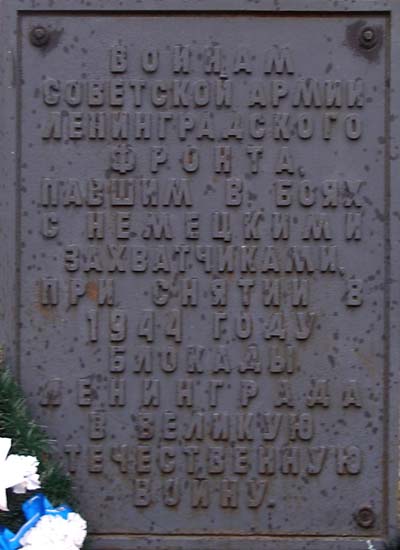 ВОИНАМ
СОВЕТСКОЙ АРМИИ
ЛЕНИНГРАДСКОГО
ФРОНТА,
ПАВШИМ В БОЯХ
С НЕМЕЦКИМИ
ЗАХВАТЧИКАМИ,
ПРИ СНЯТИИ В
1944 ГОДУ
БЛОКАДЫ
ЛЕНИНГРАДА
В ВЕЛИКУЮ
ОТЕЧЕСТВЕННУЮ
ВОЙНУ.